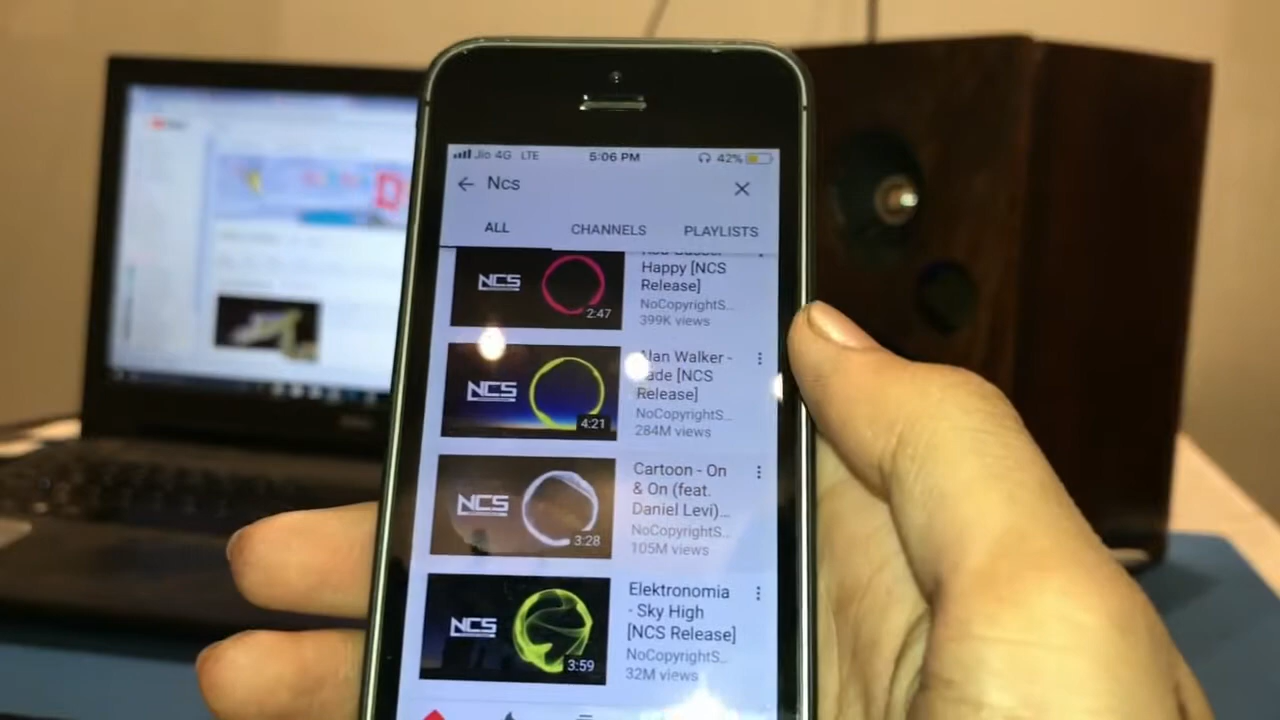 Jio 4G LTE 5:06 PM 42%
Ncs
ALL CHANNELS PLAYLISTS
Happy [NCS
Release]
NoCopyrightS...
399K views
NCS
2:47
Alan Walker -
Fade [NCS
Release]
NoCopyrightS...
284M views
NCS
4:21
Cartoon - On
& On (feat.
Daniel Levi)...
NoCopyrightS...
105M views
NCS
3:28
Elektronomia
- Sky High
[NCS Release]
NoCopyrightS...
32M views
NCS
3:59
D